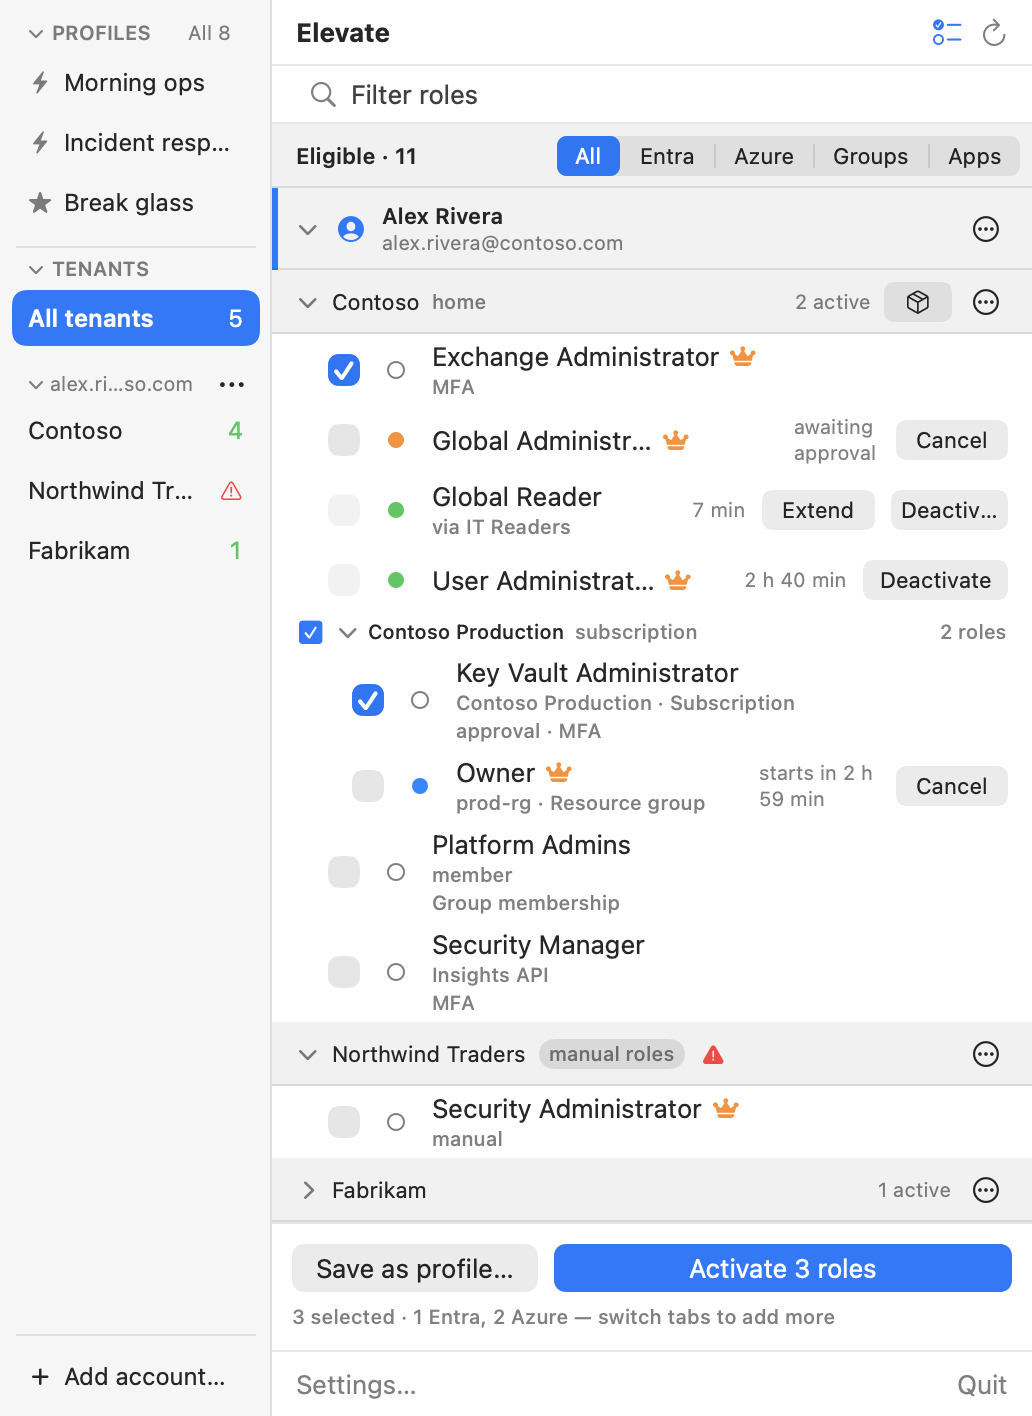 PROFILES All 8
Morning ops
Incident resp...
Break glass
TENANTS
All tenants 5
alex.ri...so.com
Contoso 4
Northwind Tr...
Fabrikam 1
Add account...
Elevate
Filter roles
Eligible · 11 All Entra Azure Groups Apps
Alex Rivera
alex.rivera@contoso.com
Contoso home 2 active
Exchange Administrator
MFA
Global Administr... awaiting approval Cancel
Global Reader
via IT Readers
7 min Extend Deactiv...
User Administrat... 2 h 40 min Deactivate
Contoso Production subscription 2 roles
Key Vault Administrator
Contoso Production · Subscription
approval · MFA
Owner
prod-rg · Resource group
starts in 2 h
59 min
Cancel
Platform Admins
member
Group membership
Security Manager
Insights API
MFA
Northwind Traders manual roles
Security Administrator
manual
Fabrikam 1 active
Save as profile... Activate 3 roles
3 selected · 1 Entra, 2 Azure — switch tabs to add more
Settings... Quit